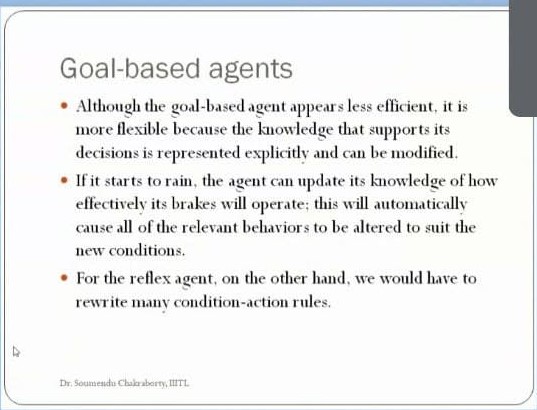 Goal-based agents
• Although the goal-based agent appears less efficient, it is
more flexible because the knowledge that supports its
decisions is represented explicitly and can be modified.
• If it starts to rain, the agent can update its knowledge of how
effectively its brakes will operate; this will automatically
cause all of the relevant behaviors to be altered to suit the
new conditions.
• For the reflex agent, on the other hand, we would have to
rewrite many condition-action rules.
Dr. Soumendu Chakraborty, IIITL